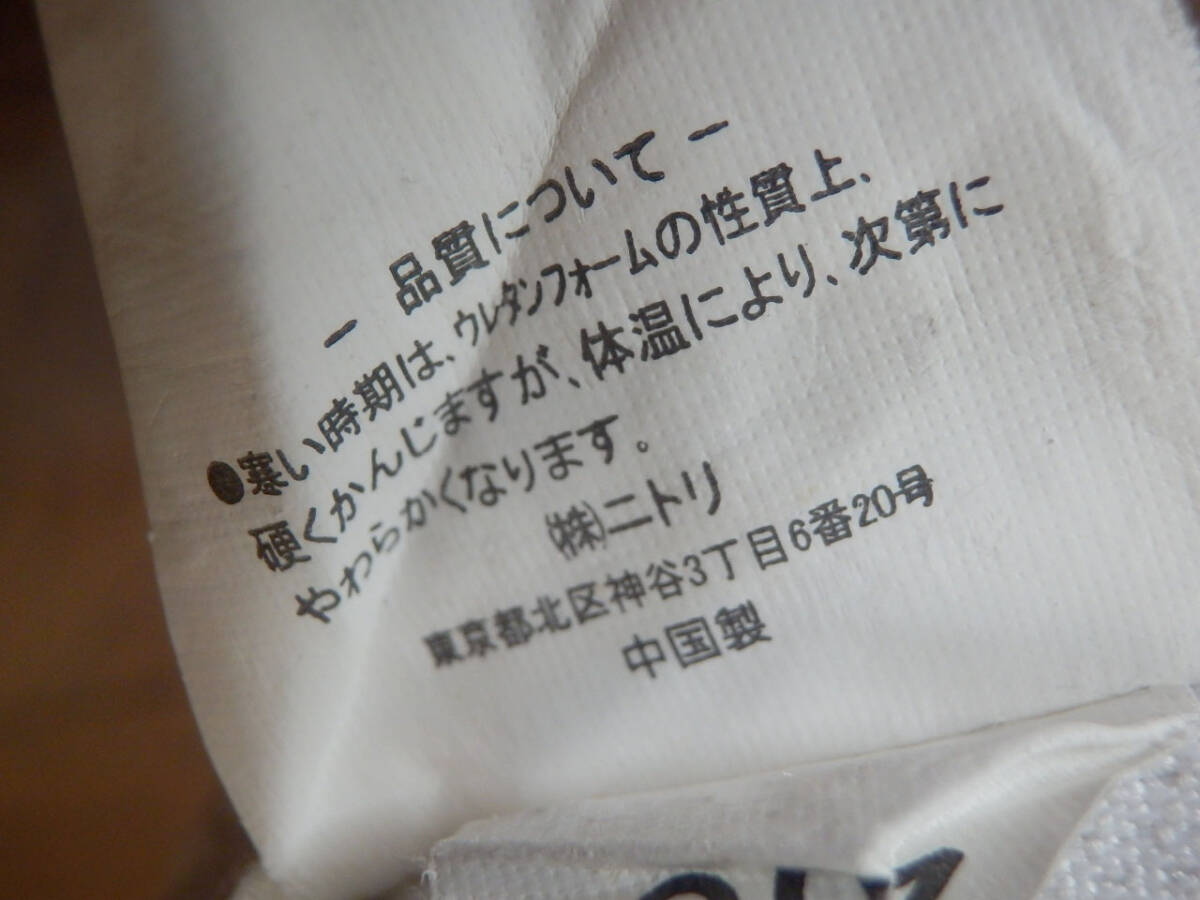 ― 品質について ―
●寒い時期は、ウレタンフォームの性質上、
硬くかんじますが、体温により、次第に
やわらかくなります。
㈱ニトリ
東京都北区神谷3丁目6番20号
中国製